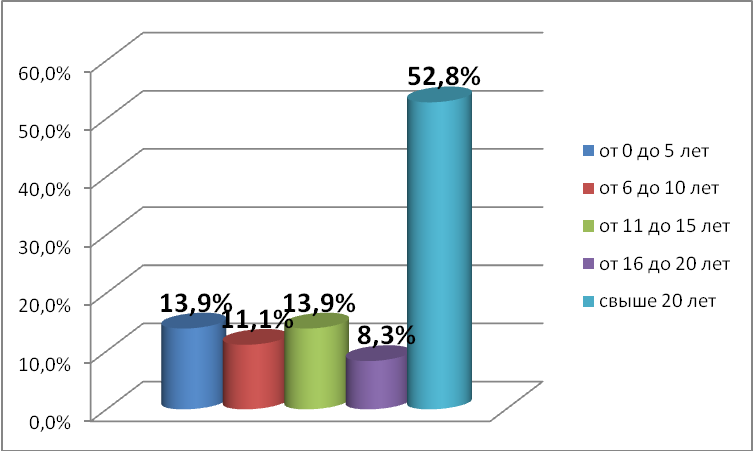 60,0%
50,0%
40,0%
30,0%
20,0%
10,0%
0,0%
13,9%
11,1%
13,9%
8,3%
52,8%
от 0 до 5 лет
от 6 до 10 лет
от 11 до 15 лет
от 16 до 20 лет
свыше 20 лет